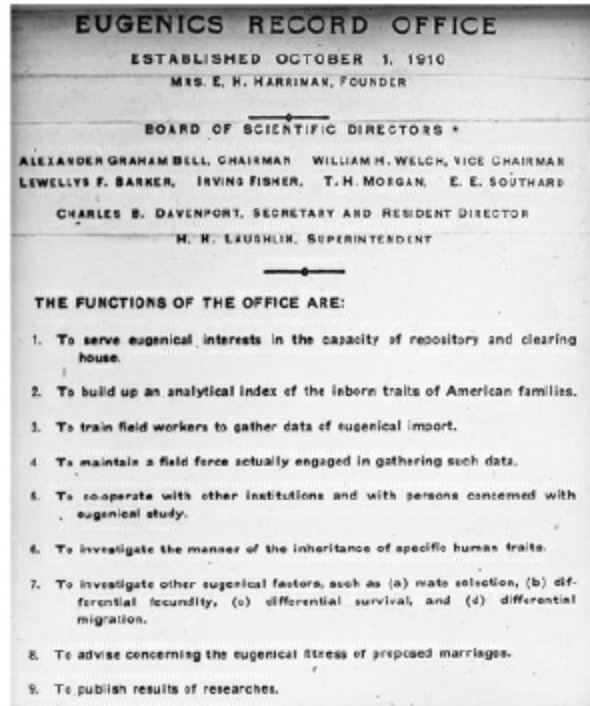 EUGENICS RECORD OFFICE
ESTABLISHED OCTOBER 1, 1910
MRS. E. H. HARRIMAN, FOUNDER
BOARD OF SCIENTIFIC DIRECTORS *
ALEXANDER GRAHAM BELL, CHAIRMAN WILLIAM H. WELCH, VICE CHAIRMAN
LEWELLYS F. BARKER, IRVING FISHER, T. H. MORGAN, E. E. SOUTHARD
CHARLES B. DAVENPORT, SECRETARY AND RESIDENT DIRECTOR
H. H. LAUGHLIN, SUPERINTENDENT
THE FUNCTIONS OF THE OFFICE ARE:
1. To serve eugenical interests in the capacity of repository and clearing
house.
2. To build up an analytical index of the inborn traits of American families.
3. To train field workers to gather data of eugenical import.
4 To maintain a field force actually engaged in gathering such data.
5. To co-operate with other institutions and with persons concerned with
eugenical study.
6. To investigate the manner of the inheritance of specific human traits.
7. To investigate other eugenical factors, such as (a) mate selection, (b) dif-
ferential fecundity, (c) differential survival, and (d) differential
migration.
8. To advise concerning the eugenical fitness of proposed marriages.
9. To publish results of researches.